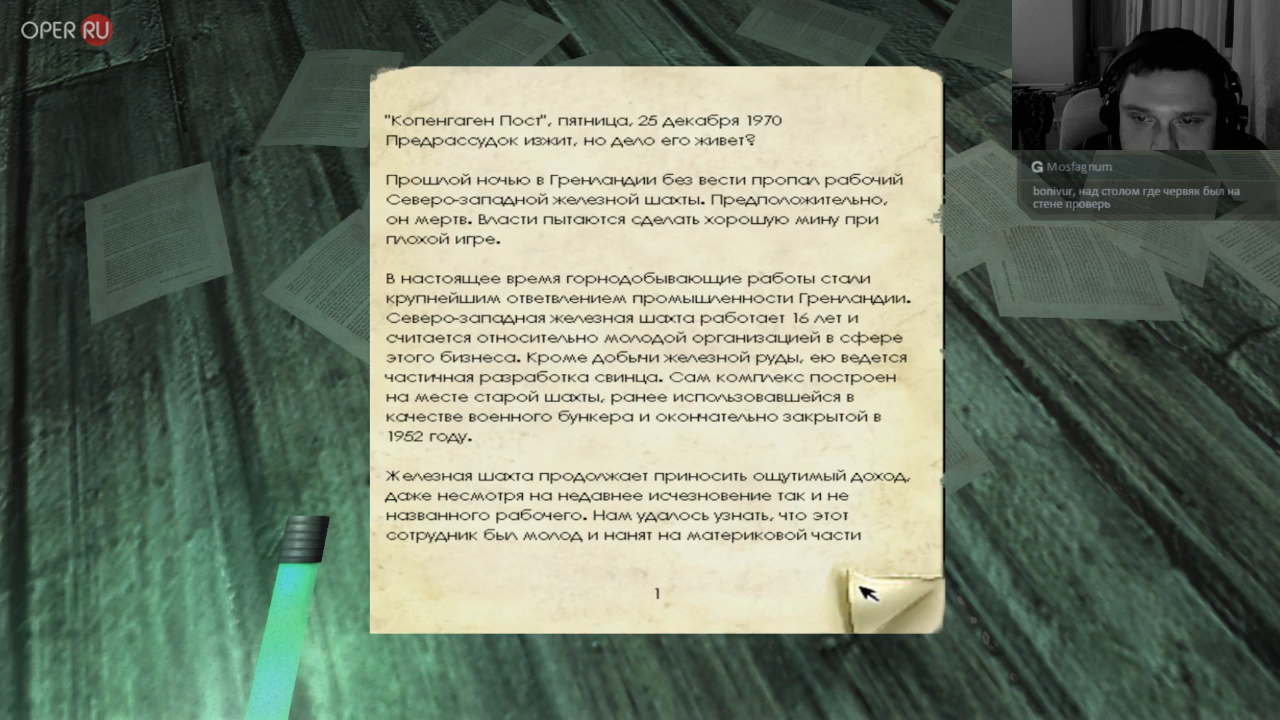 OPER RU
"Копенгаген Пост", пятница, 25 декабря 1970
Предрассудок изжит, но дело его живет?
Прошлой ночью в Гренландии без вести пропал рабочий
Северо-западной железной шахты. Предположительно,
он мертв. Власти пытаются сделать хорошую мину при
плохой игре.
В настоящее время горнодобывающие работы стали
крупнейшим ответвлением промышленности Гренландии.
Северо-западная железная шахта работает 16 лет и
считается относительно молодой организацией в сфере
этого бизнеса. Кроме добычи железной руды, ею ведется
частичная разработка свинца. Сам комплекс построен
на месте старой шахты, ранее использовавшейся в
качестве военного бункера и окончательно закрытой в
1952 году.
Железная шахта продолжает приносить ощутимый доход,
даже несмотря на недавнее исчезновение так и не
названного рабочего. Нам удалось узнать, что этот
сотрудник был молод и нанят на материковой части
1
G Mosfagnum
bonivur, над столом где червяк был на
стене проверь